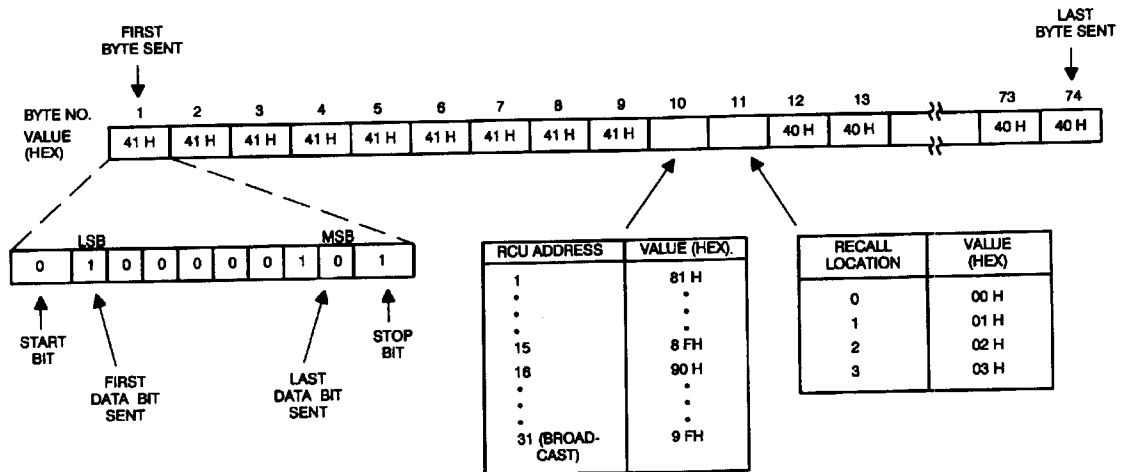 FIRST
BYTE SENT
LAST
BYTE SENT
BYTE NO. 1 2 3 4 5 6 7 8 9 10 11 12 13 73 74
VALUE
(HEX)
41 H 41 H 41 H 41 H 41 H 41 H 41 H 41 H 41 H 40 H 40 H 40 H 40 H
LSB MSB
0 1 0 0 0 0 0 1 0 1
START
BIT
FIRST
DATA BIT
SENT
LAST
DATA BIT
SENT
STOP
BIT
RCU ADDRESS VALUE (HEX).
1 81 H
15 8 FH
16 90 H
31 (BROAD-
CAST) 9 FH
RECALL
LOCATION VALUE
(HEX)
0 00 H
1 01 H
2 02 H
3 03 H